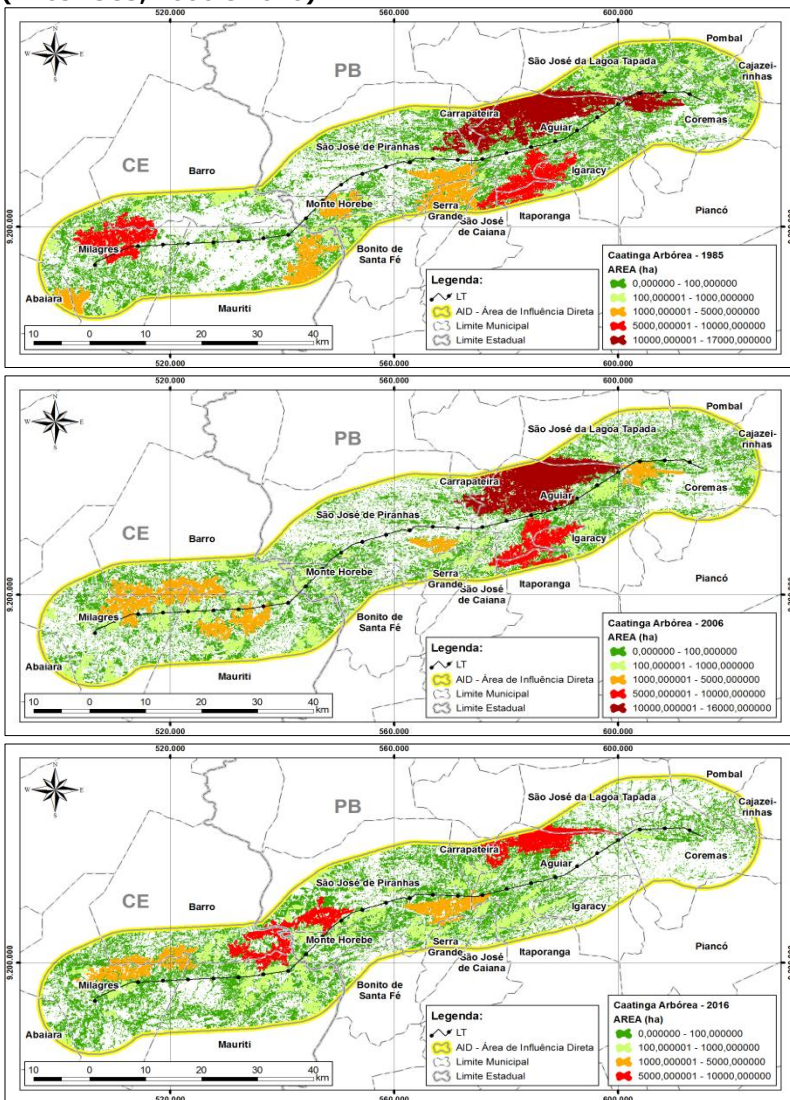 520.000 560.000 600.000
Pombal
São José da Lagoa Tapada
Cajazei-
rinhas
PB
Carrapateira
Coremas
Aguiar
São José de Piranhas
CE
Barro
Igaracy
Monte Horebe
Serra
Grande
São José
de Caiana
Itaporanga
Piancó
9.200.000
Milagres
Bonito de
Santa Fé
Abaiara
Mauriti
Legenda:
LT
AID - Área de Influência Direta
Limite Municipal
Limite Estadual
Caatinga Arbórea - 1985
AREA (ha)
0,000000 - 100,000000
100,000001 - 1000,000000
1000,000001 - 5000,000000
5000,000001 - 10000,000000
10000,000001 - 17000,000000
10 0 10 20 30 40
km
520.000 560.000 600.000
Pombal
São José da Lagoa Tapada
Cajazei-
rinhas
PB
Carrapateira
Coremas
Aguiar
São José de Piranhas
CE
Barro
Igaracy
Monte Horebe
Serra
Grande
São José
de Caiana
Itaporanga
Piancó
9.200.000
Milagres
Bonito de
Santa Fé
Abaiara
Mauriti
Legenda:
LT
AID - Área de Influência Direta
Limite Municipal
Limite Estadual
Caatinga Arbórea - 2006
AREA (ha)
0,000000 - 100,000000
100,000001 - 1000,000000
1000,000001 - 5000,000000
5000,000001 - 10000,000000
10000,000001 - 16000,000000
10 0 10 20 30 40
km
520.000 560.000 600.000
Pombal
São José da Lagoa Tapada
Cajazei-
rinhas
PB
Carrapateira
Coremas
Aguiar
São José de Piranhas
CE
Barro
Igaracy
Monte Horebe
Serra
Grande
São José
de Caiana
Itaporanga
Piancó
9.200.000
Milagres
Bonito de
Santa Fé
Abaiara
Mauriti
Legenda:
LT
AID - Área de Influência Direta
Limite Municipal
Limite Estadual
Caatinga Arbórea - 2016
AREA (ha)
0,000000 - 100,000000
100,000001 - 1000,000000
1000,000001 - 5000,000000
5000,000001 - 10000,000000
10 0 10 20 30 40
km
520.000 560.000 600.000